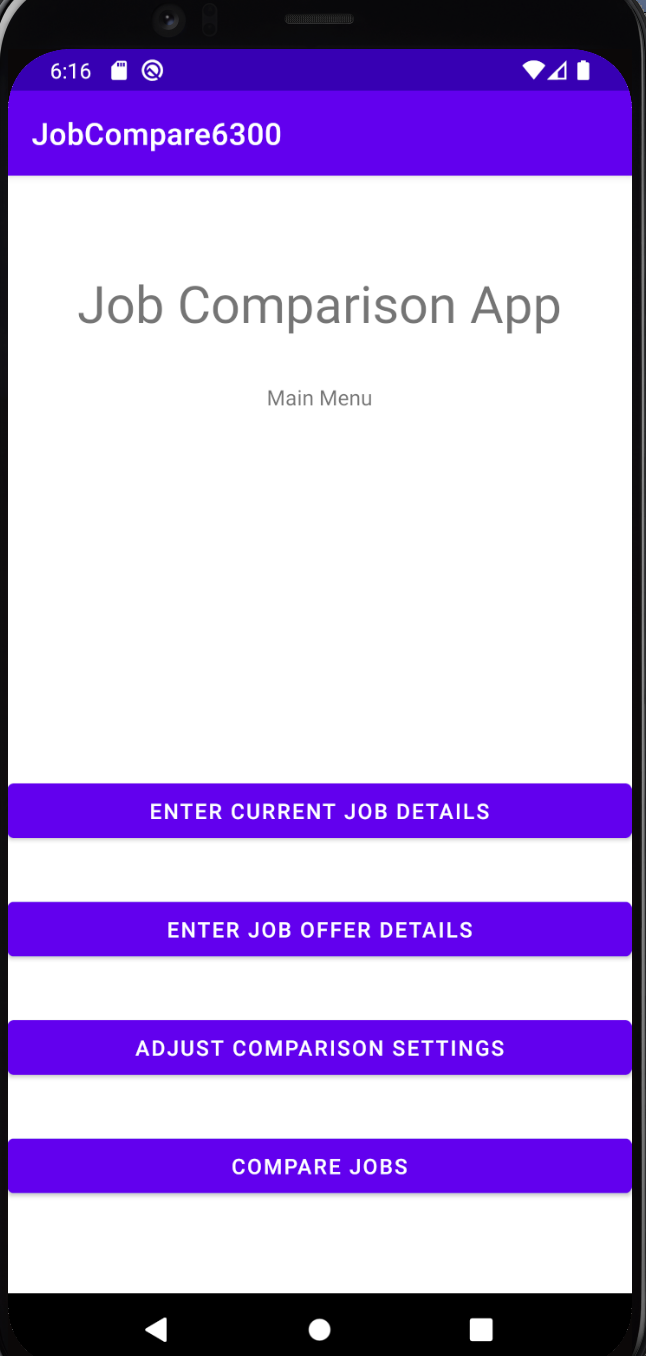 6:16
JobCompare6300
Job Comparison App
Main Menu
ENTER CURRENT JOB DETAILS
ENTER JOB OFFER DETAILS
ADJUST COMPARISON SETTINGS
COMPARE JOBS